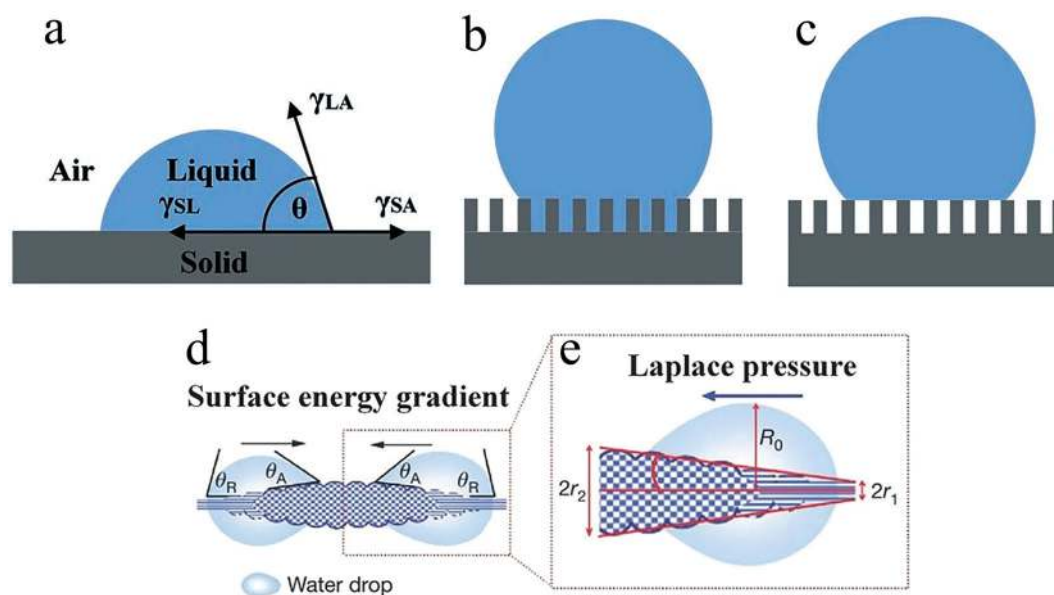 a
b
c
γLA
Air
Liquid
γSL
θ
γSA
Solid
d
e
Surface energy gradient
Laplace pressure
θR
θA
θA
θR
R0
2r2
2r1
Water drop